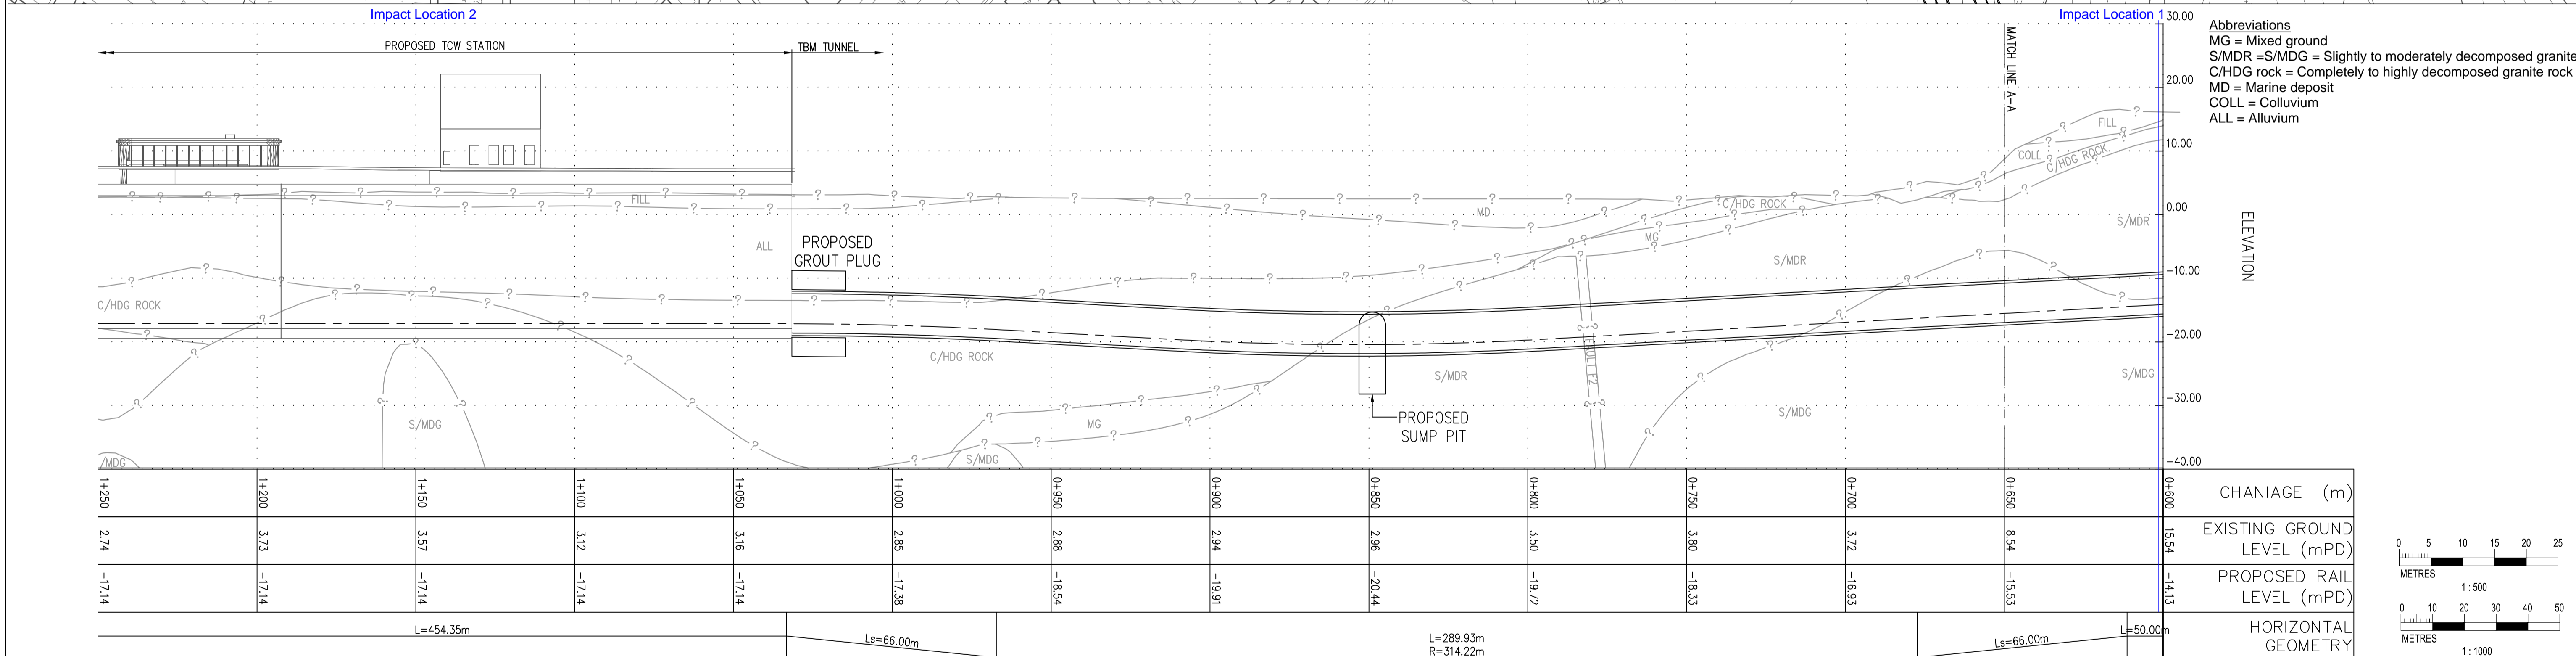 Impact Location 2
Impact Location 1
PROPOSED TCW STATION
TBM TUNNEL
MATCH LINE A-A
30.00
20.00
10.00
0.00
-10.00
-20.00
-30.00
-40.00
ELEVATION
Abbreviations
MG = Mixed ground
S/MDR =S/MDG = Slightly to moderately decomposed granite
C/HDG rock = Completely to highly decomposed granite rock
MD = Marine deposit
COLL = Colluvium
ALL = Alluvium
FILL
COLL
C/HDG ROCK
S/MDR
FILL
MD
C/HDG ROCK
MG
S/MDR
ALL
PROPOSED
GROUT PLUG
C/HDG ROCK
C/HDG ROCK
S/MDR
S/MDG
S/MDG
S/MDG
MG
S/MDG
/MDG
FAULT F2
PROPOSED
SUMP PIT
1+250 1+200 1+150 1+100 1+050 1+000 0+950 0+900 0+850 0+800 0+750 0+700 0+650 0+600
CHANIAGE (m)
2.74 3.73 3.57 3.12 3.16 2.85 2.88 2.94 2.96 3.50 3.80 3.72 8.54 15.54
EXISTING GROUND
LEVEL (mPD)
-17.14 -17.14 -17.14 -17.14 -17.14 -17.38 -18.54 -19.91 -20.44 -19.72 -18.33 -16.93 -15.53 -14.13
PROPOSED RAIL
LEVEL (mPD)
L=454.35m
Ls=66.00m
L=289.93m
R=314.22m
Ls=66.00m
L=50.00m
HORIZONTAL
GEOMETRY
0 5 10 15 20 25
METRES
1 : 500
0 10 20 30 40 50
METRES
1 : 1000